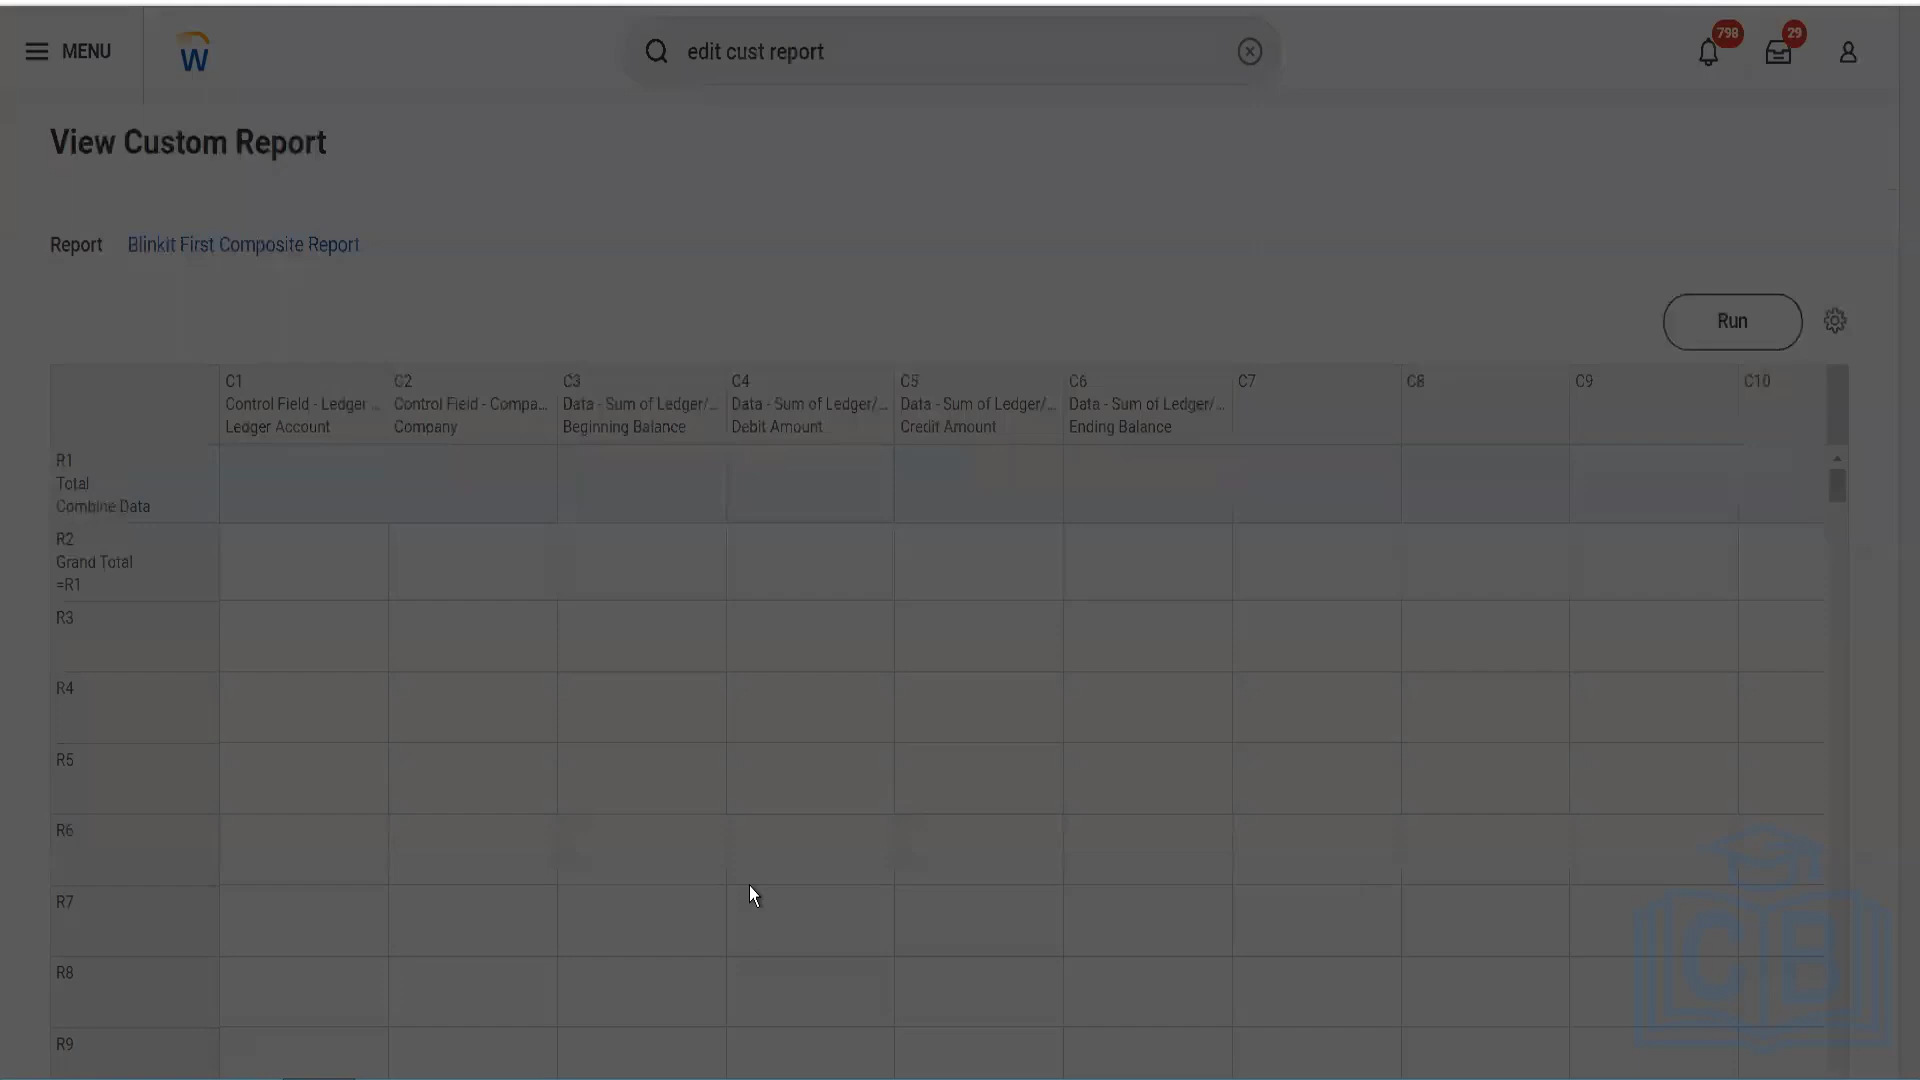 MENU
W
edit cust report
798
29
View Custom Report
Report Blinkit First Composite Report
Run
C1 C2 C3 C4 C5 C6 C7 C8 C9 C10
Control Field - Ledger ... Control Field - Compa... Data - Sum of Ledger/... Data - Sum of Ledger/... Data - Sum of Ledger/... Data - Sum of Ledger/...
Ledger Account Company Beginning Balance Debit Amount Credit Amount Ending Balance
R1
Total
Combine Data
R2
Grand Total
=R1
R3
R4
R5
R6
R7
R8
R9
CB